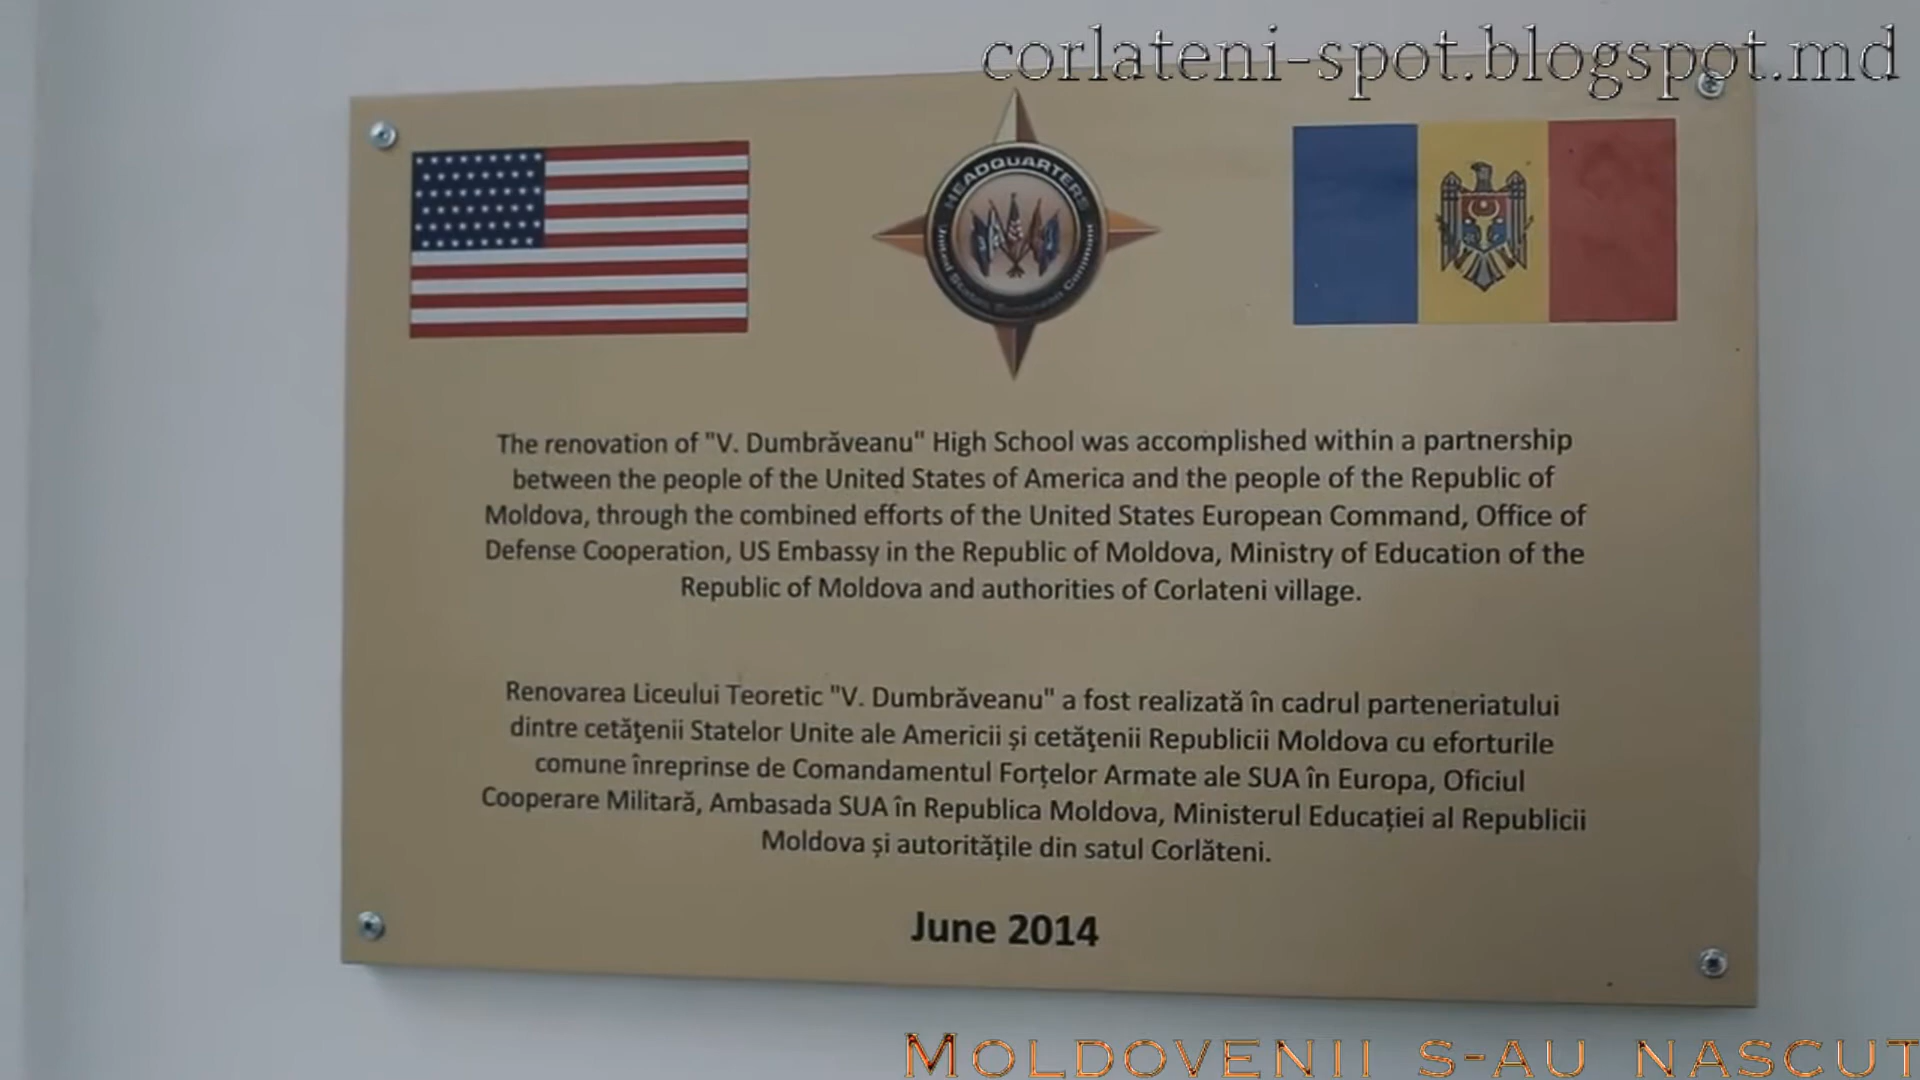 corlateni-spot.blogspot.md
HEADQUARTERS
United States European Command
The renovation of "V. Dumbrăveanu" High School was accomplished within a partnership
between the people of the United States of America and the people of the Republic of
Moldova, through the combined efforts of the United States European Command, Office of
Defense Cooperation, US Embassy in the Republic of Moldova, Ministry of Education of the
Republic of Moldova and authorities of Corlateni village.
Renovarea Liceului Teoretic "V. Dumbrăveanu" a fost realizată în cadrul parteneriatului
dintre cetăţenii Statelor Unite ale Americii și cetăţenii Republicii Moldova cu eforturile
comune înreprinse de Comandamentul Forțelor Armate ale SUA în Europa, Oficiul
Cooperare Militară, Ambasada SUA în Republica Moldova, Ministerul Educației al Republicii
Moldova și autoritățile din satul Corlăteni.
June 2014
MOLDOVENII S-AU NASCUT